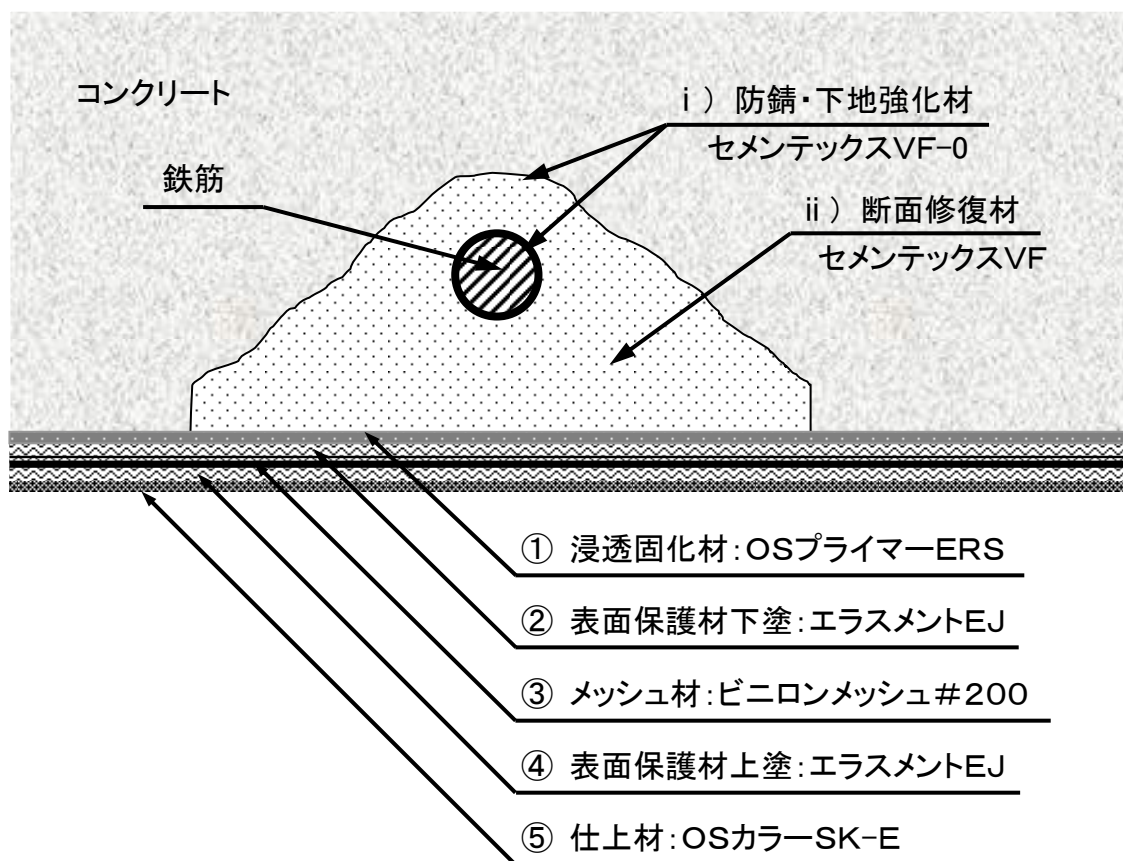 コンクリート
ⅰ）防錆・下地強化材
セメンテックスVF-0
鉄筋
ⅱ）断面修復材
セメンテックスVF
① 浸透固化材：OSプライマーERS
② 表面保護材下塗：エラスメントEJ
③ メッシュ材：ビニロンメッシュ＃200
④ 表面保護材上塗：エラスメントEJ
⑤ 仕上材：OSカラーSK-E